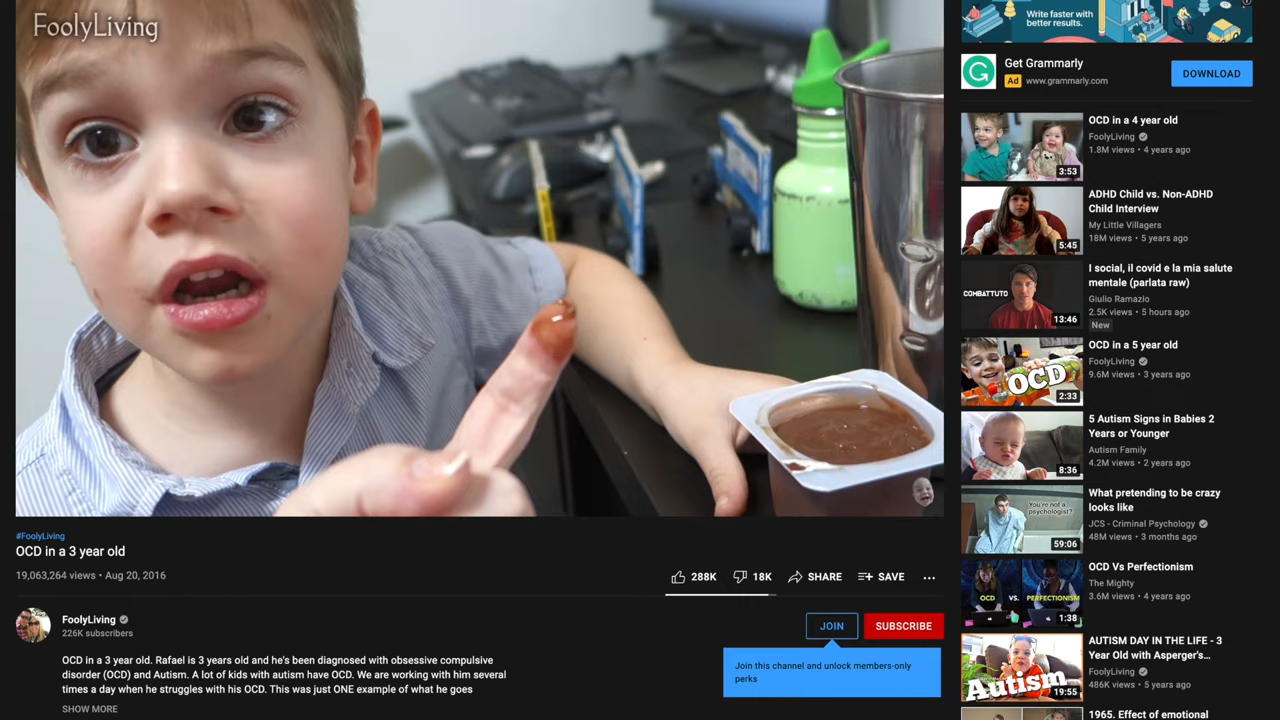 FoolyLiving
#FoolyLiving
OCD in a 3 year old
19,063,264 views • Aug 20, 2016
288K
18K
SHARE
SAVE
FoolyLiving
226K subscribers
JOIN
SUBSCRIBE
Join this channel and unlock members-only
perks
OCD in a 3 year old. Rafael is 3 years old and he's been diagnosed with obsessive compulsive
disorder (OCD) and Autism. A lot of kids with autism have OCD. We are working with him several
times a day when he struggles with his OCD. This was just ONE example of what he goes
SHOW MORE
Write faster with
better results.
Get Grammarly
Ad www.grammarly.com
DOWNLOAD
OCD in a 4 year old
FoolyLiving
1.8M views • 4 years ago
3:53
ADHD Child vs. Non-ADHD
Child Interview
My Little Villagers
18M views • 5 years ago
5:45
I social, il covid e la mia salute
mentale (parlata raw)
Giulio Ramazio
2.5K views • 5 hours ago
New
COMBATTUTO
13:46
OCD in a 5 year old
FoolyLiving
9.6M views • 3 years ago
OCD
2:33
5 Autism Signs in Babies 2
Years or Younger
Autism Family
4.2M views • 2 years ago
8:36
What pretending to be crazy
looks like
JCS - Criminal Psychology
48M views • 3 months ago
You're not a
psychologist?
59:06
OCD Vs Perfectionism
The Mighty
3.6M views • 4 years ago
OCD VS. PERFECTIONISM
1:38
AUTISM DAY IN THE LIFE - 3
Year Old with Asperger's...
FoolyLiving
486K views • 5 years ago
Autism
19:55
1965. Effect of emotional